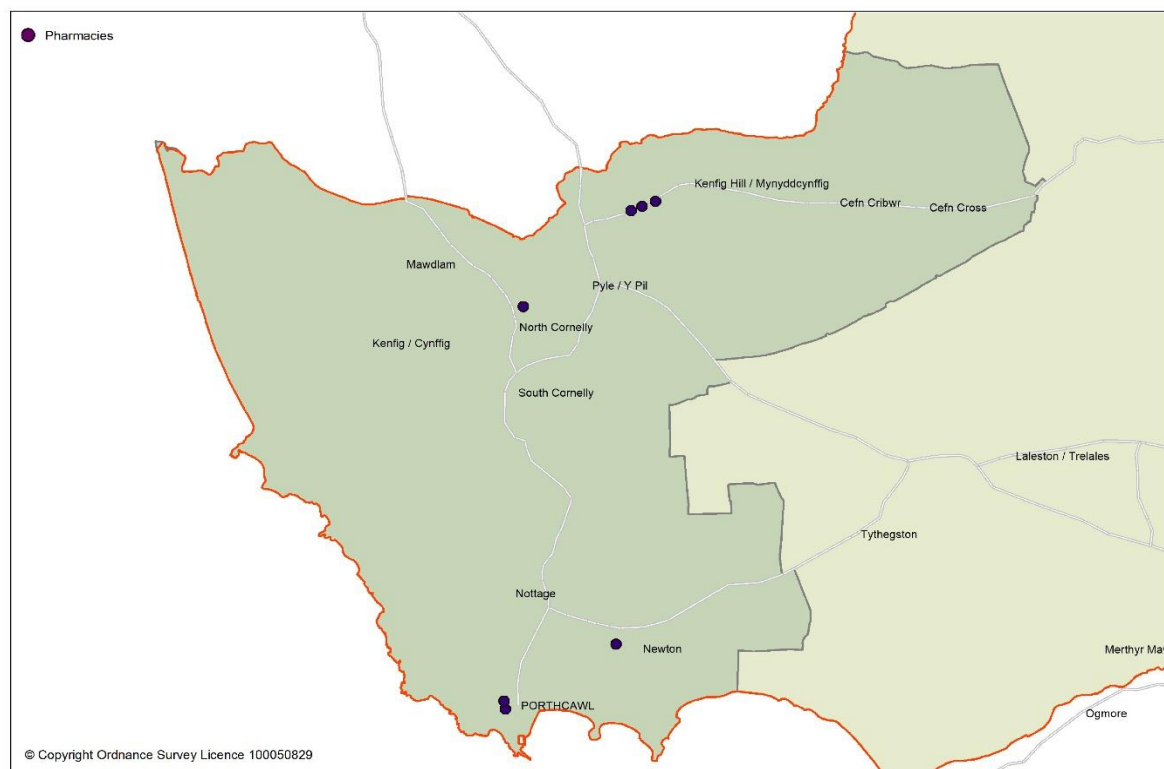 Pharmacies
Kenfig Hill / Mynyddcynffig
Cefn Cribwr
Cefn Cross
Mawdlam
Pyle / Y Pil
North Cornelly
Kenfig / Cynffig
South Cornelly
Laleston / Trelales
Tythegston
Nottage
Newton
Merthyr Maw
PORTHCAWL
Ogmore
© Copyright Ordnance Survey Licence 100050829